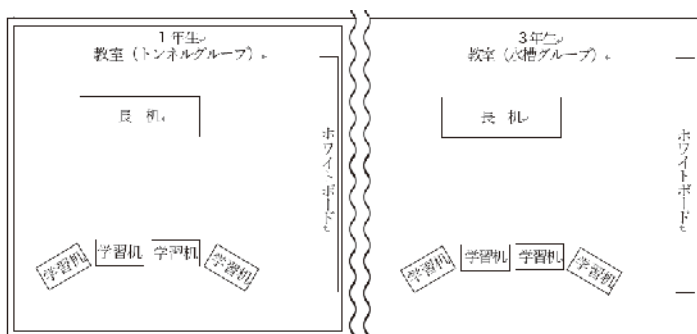 1年生
教室（トンネルグループ）
長 机
ホワイトボード
学習机
学習机
学習机
学習机
3年生
教室（水槽グループ）
長 机
ホワイトボード
学習机
学習机
学習机
学習机